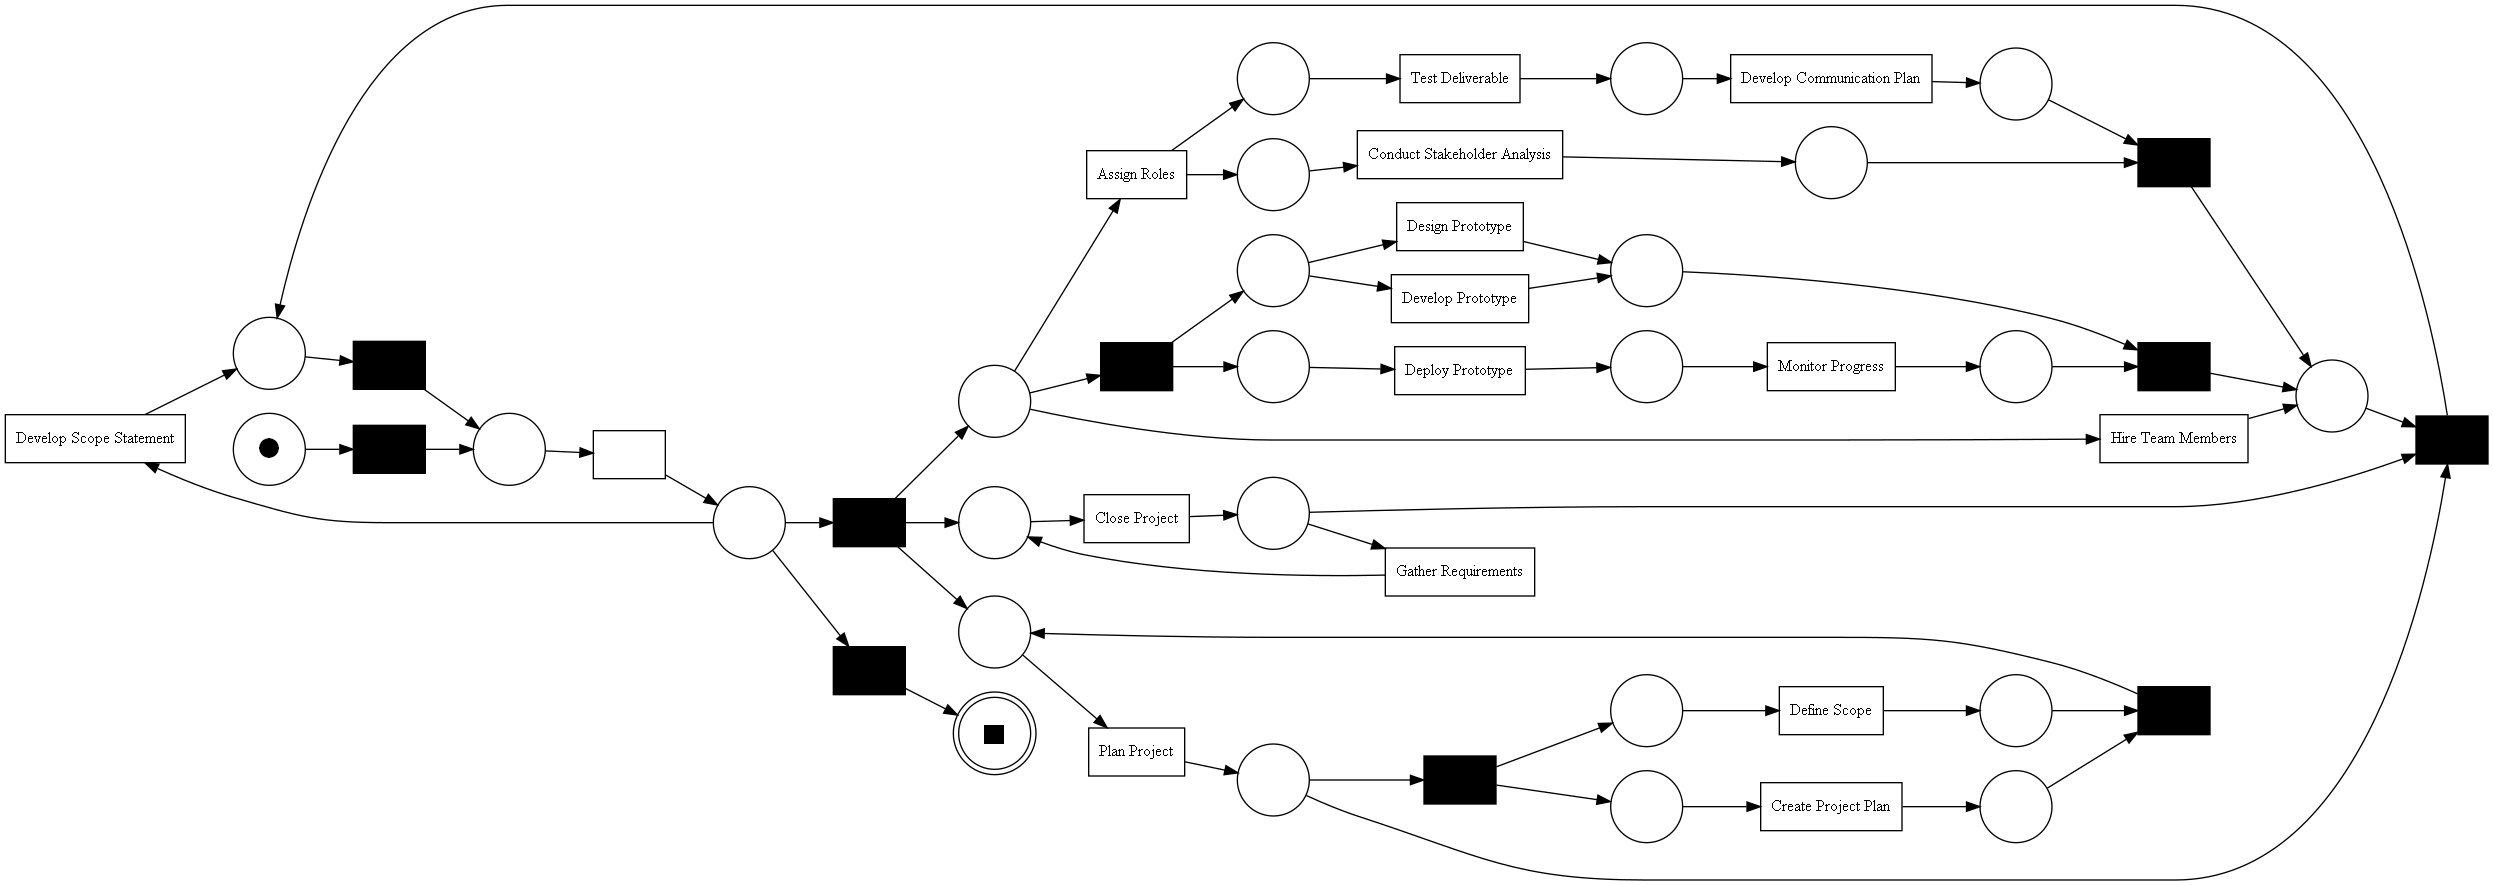 Test Deliverable
Develop Communication Plan
Conduct Stakeholder Analysis
Assign Roles
Design Prototype
Develop Prototype
Deploy Prototype
Monitor Progress
Develop Scope Statement
Hire Team Members
Close Project
Gather Requirements
Define Scope
Plan Project
Create Project Plan